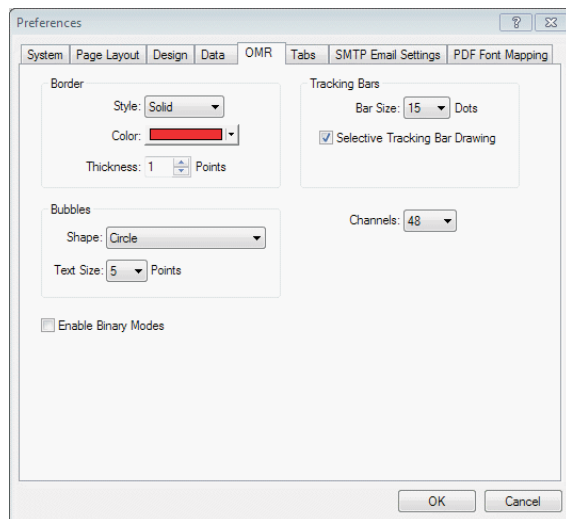 Preferences
System Page Layout Design Data OMR Tabs SMTP Email Settings PDF Font Mapping
Border
Style: Solid
Color:
Thickness: 1 Points
Tracking Bars
Bar Size: 15 Dots
Selective Tracking Bar Drawing
Bubbles
Shape: Circle
Text Size: 5 Points
Channels: 48
Enable Binary Modes
OK Cancel